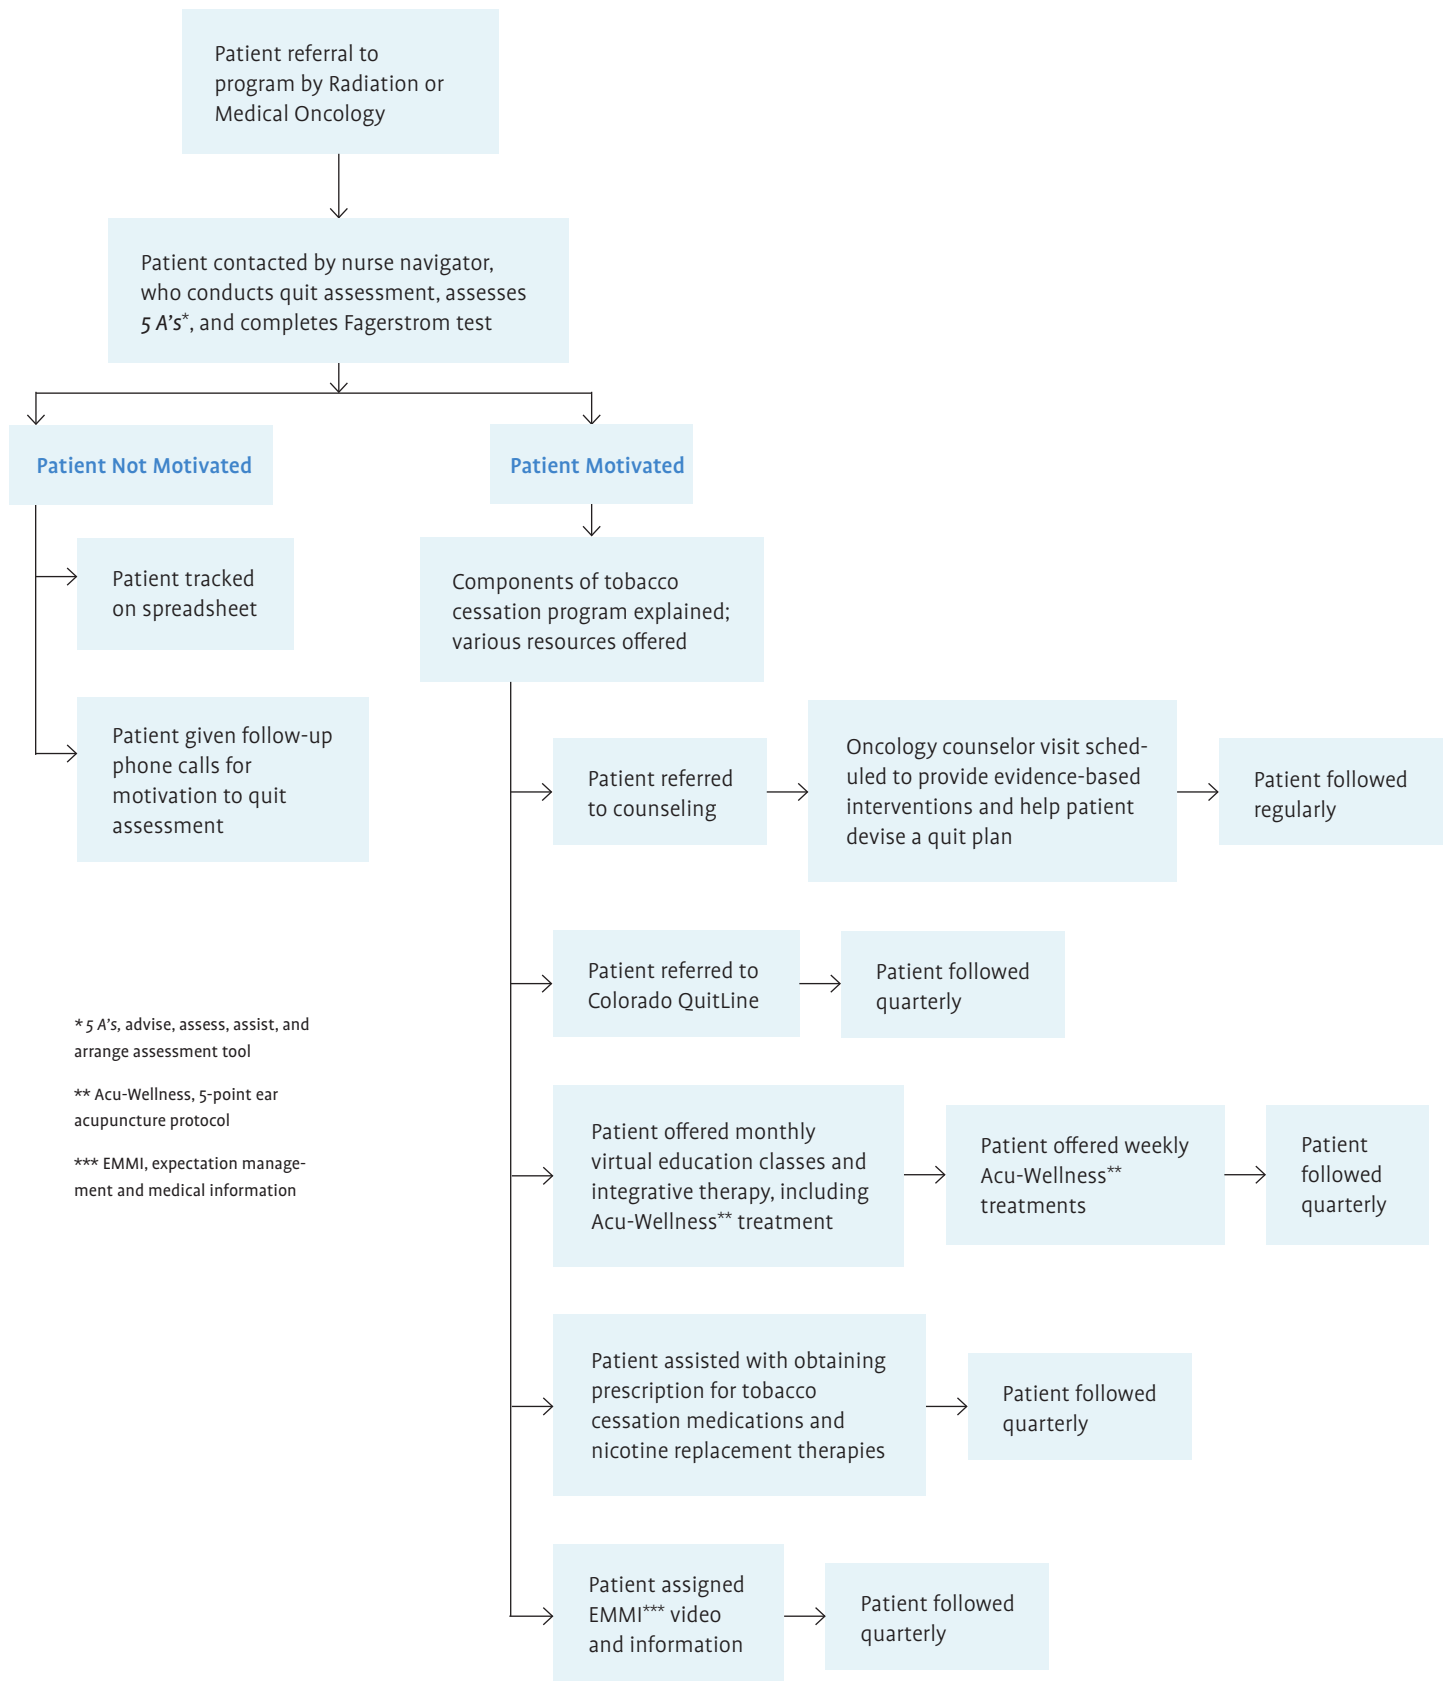 Patient referral to
program by Radiation or
Medical Oncology
Patient contacted by nurse navigator,
who conducts quit assessment, assesses
5 A's*, and completes Fagerstrom test
Patient Not Motivated
Patient Motivated
Patient tracked
on spreadsheet
Patient given follow-up
phone calls for
motivation to quit
assessment
Components of tobacco
cessation program explained;
various resources offered
Patient referred
to counseling
Oncology counselor visit sched-
uled to provide evidence-based
interventions and help patient
devise a quit plan
Patient followed
regularly
Patient referred to
Colorado QuitLine
Patient followed
quarterly
Patient offered monthly
virtual education classes and
integrative therapy, including
Acu-Wellness** treatment
Patient offered weekly
Acu-Wellness**
treatments
Patient
followed
quarterly
Patient assisted with obtaining
prescription for tobacco
cessation medications and
nicotine replacement therapies
Patient followed
quarterly
Patient assigned
EMMI*** video
and information
Patient followed
quarterly
* 5 A's, advise, assess, assist, and
arrange assessment tool
** Acu-Wellness, 5-point ear
acupuncture protocol
*** EMMI, expectation manage-
ment and medical information